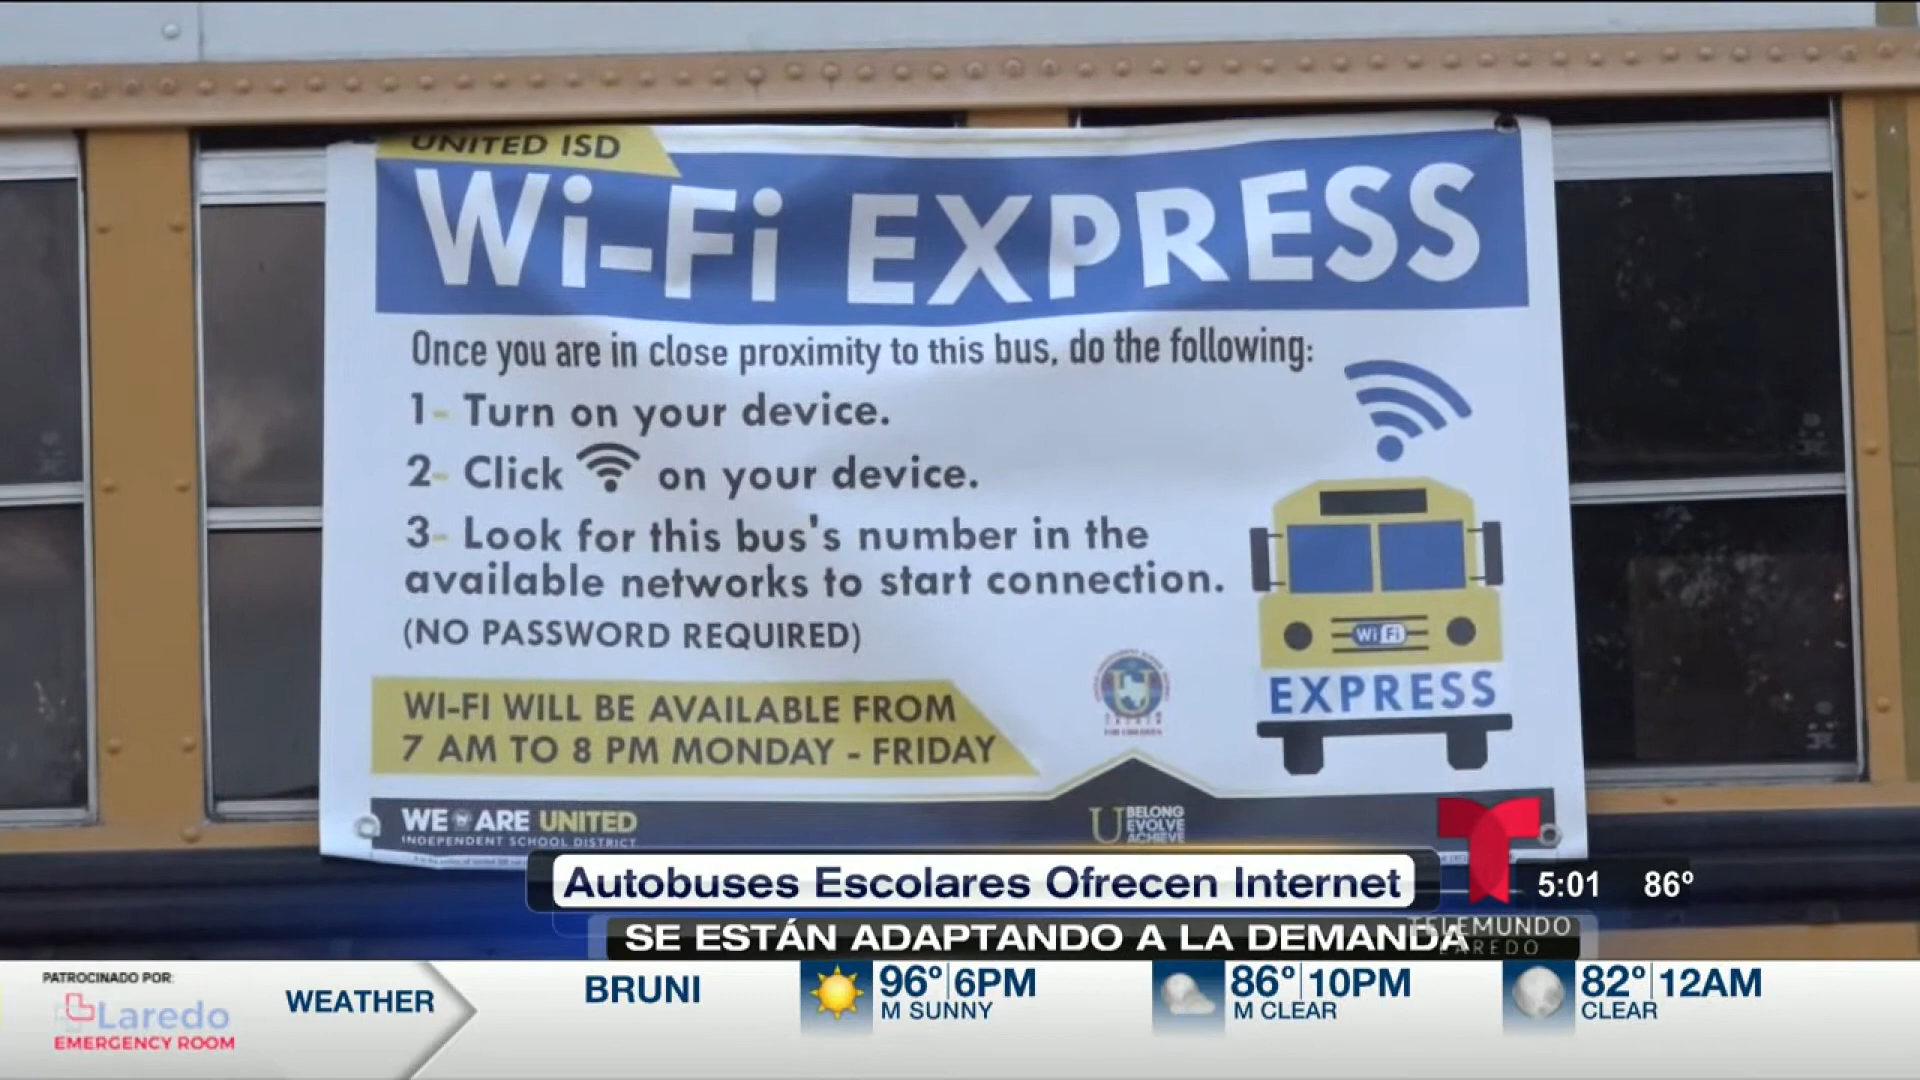 UNITED ISD
Wi-Fi EXPRESS
Once you are in close proximity to this bus, do the following:
1- Turn on your device.
2- Click on your device.
3- Look for this bus's number in the
available networks to start connection.
(NO PASSWORD REQUIRED)
WI-FI WILL BE AVAILABLE FROM
7 AM TO 8 PM MONDAY - FRIDAY
Wi Fi
EXPRESS
WE ARE UNITED
INDEPENDENT SCHOOL DISTRICT
U BELONG
EVOLVE
ACHIEVE
Autobuses Escolares Ofrecen Internet
5:01 86º
SE ESTÁN ADAPTANDO A LA DEMANDA
TELEMUNDO
LAREDO
PATROCINADO POR:
Laredo
EMERGENCY ROOM
WEATHER
BRUNI
96º 6PM
M SUNNY
86º 10PM
M CLEAR
82º 12AM
CLEAR